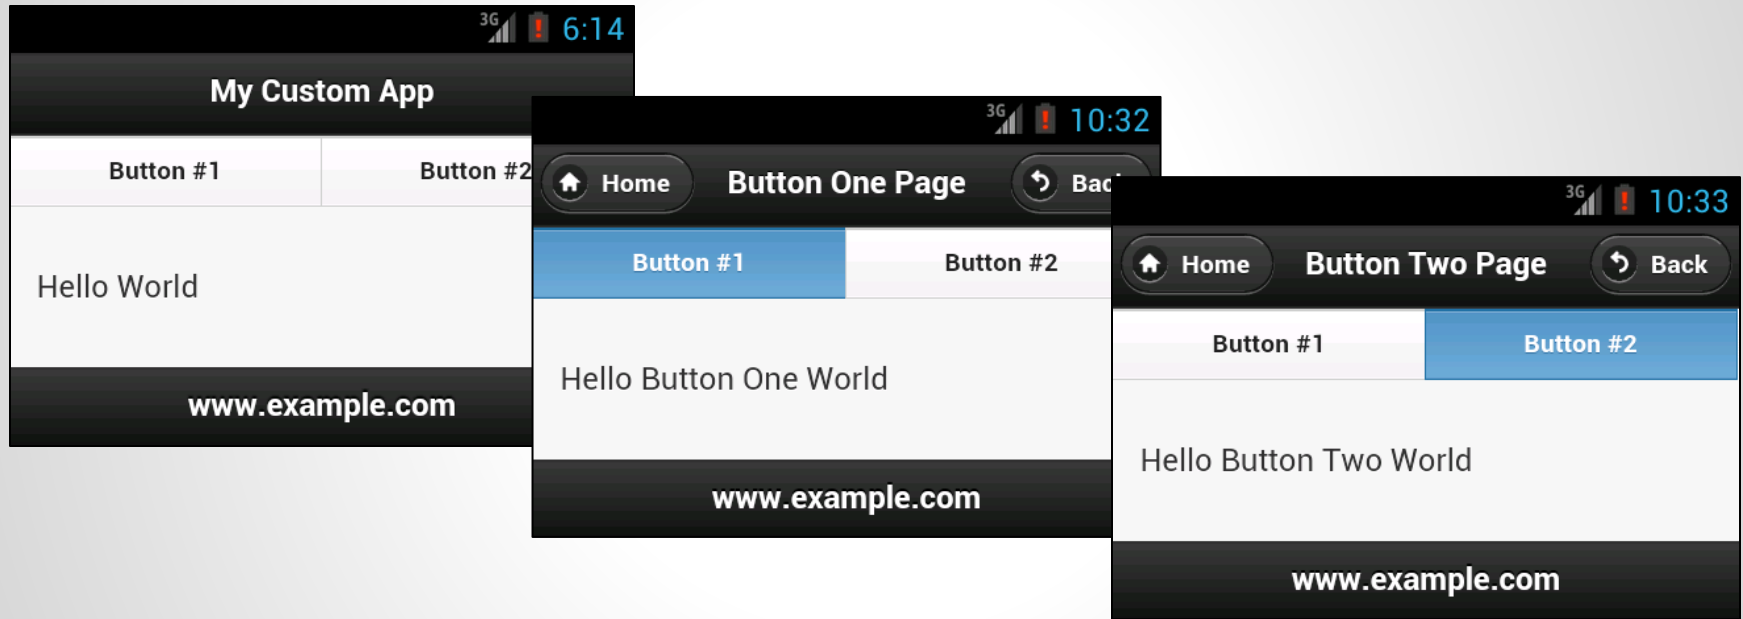 3G 6:14
My Custom App
Button #1 Button #2
Hello World
www.example.com
3G 10:32
Home Button One Page
Button #1 Button #2
Hello Button One World
www.example.com
3G 10:33
Home Button Two Page Back
Button #1 Button #2
Hello Button Two World
www.example.com